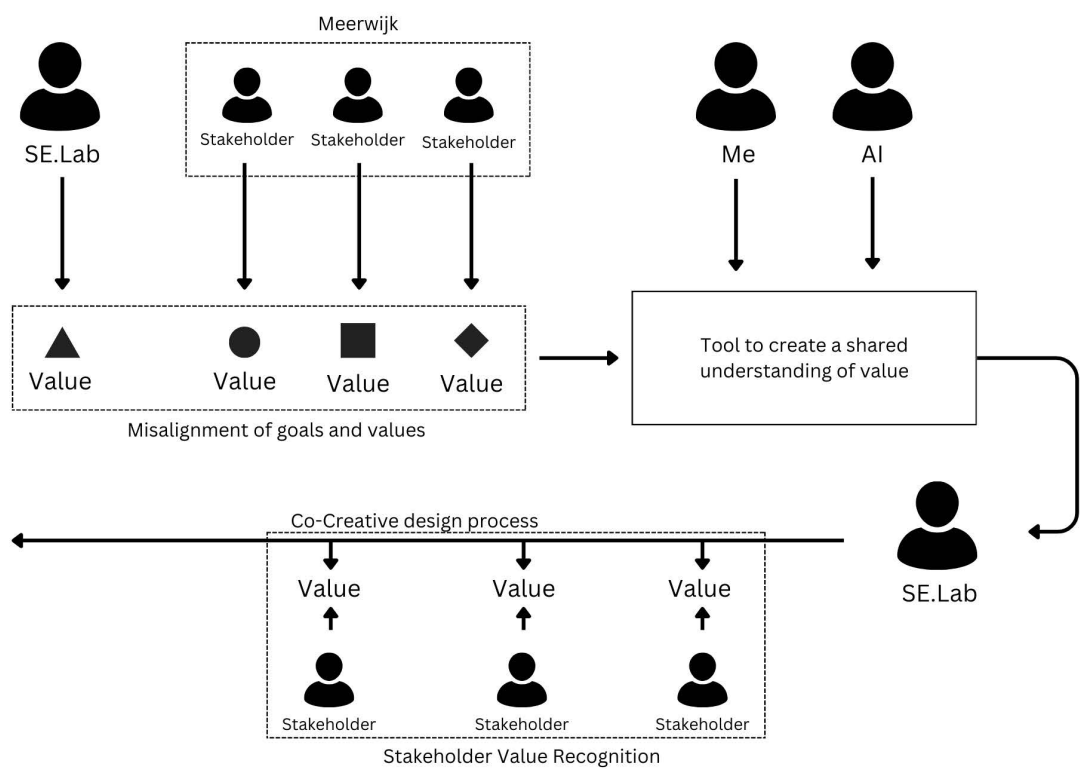 Meerwijk
Stakeholder
Stakeholder
Stakeholder
SE.Lab
Me
AI
Value
Value
Value
Value
Misalignment of goals and values
Tool to create a shared
understanding of value
SE.Lab
Co-Creative design process
Value
Value
Value
Stakeholder
Stakeholder
Stakeholder
Stakeholder Value Recognition